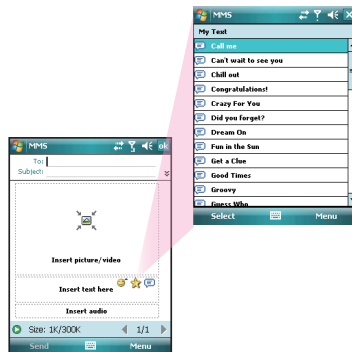 MMS
My Text
Call me
Can't wait to see you
Chill out
Congratulations!
Crazy For You
Did you forget?
Dream On
Fun in the Sun
Get a Clue
Good Times
Groovy
Guess Who
Select Menu
MMS ok
To:
Subject:
Insert picture/video
Insert text here
Insert audio
Size: 1K/300K 1/1
Send Menu